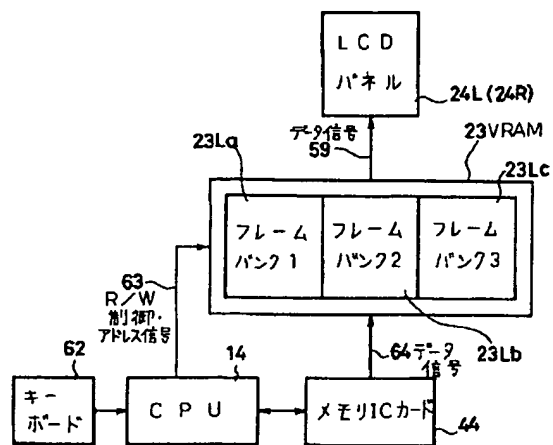 LCD
パネル
24L(24R)
データ信号
59
23VRAM
23La
23Lc
フレーム
バンク1
フレーム
バンク2
フレーム
バンク3
63
R/W
制御・
アドレス信号
23Lb
64データ
信号
62
14
キー
ボード
CPU
メモリICカード
44